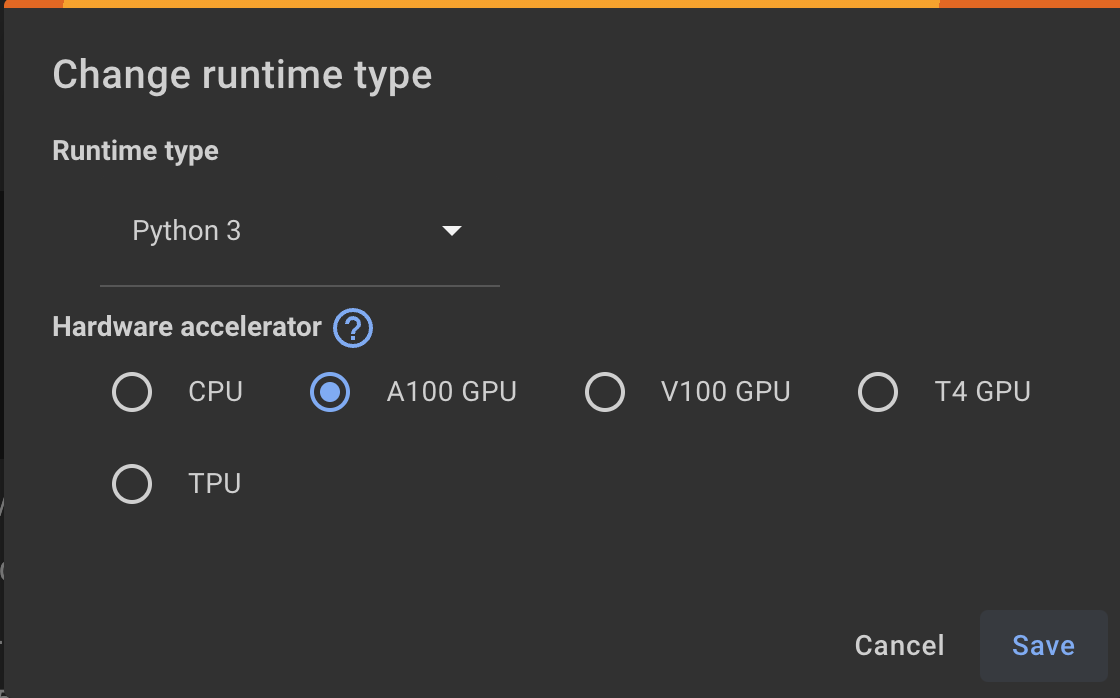 Change runtime type
Runtime type
Python 3
Hardware accelerator ?
CPU A100 GPU V100 GPU T4 GPU
TPU
Cancel Save